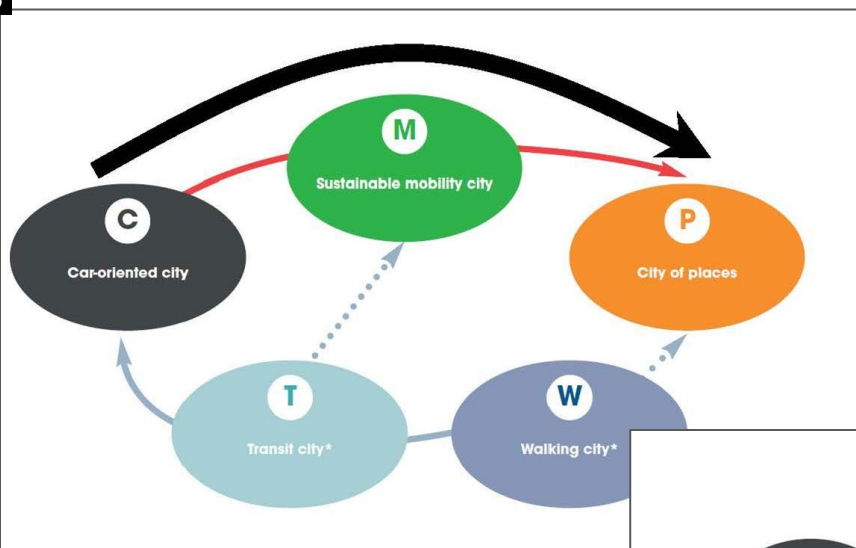 M
Sustainable mobility city
C
Car-oriented city
P
City of places
T
Transit city*
W
Walking city*